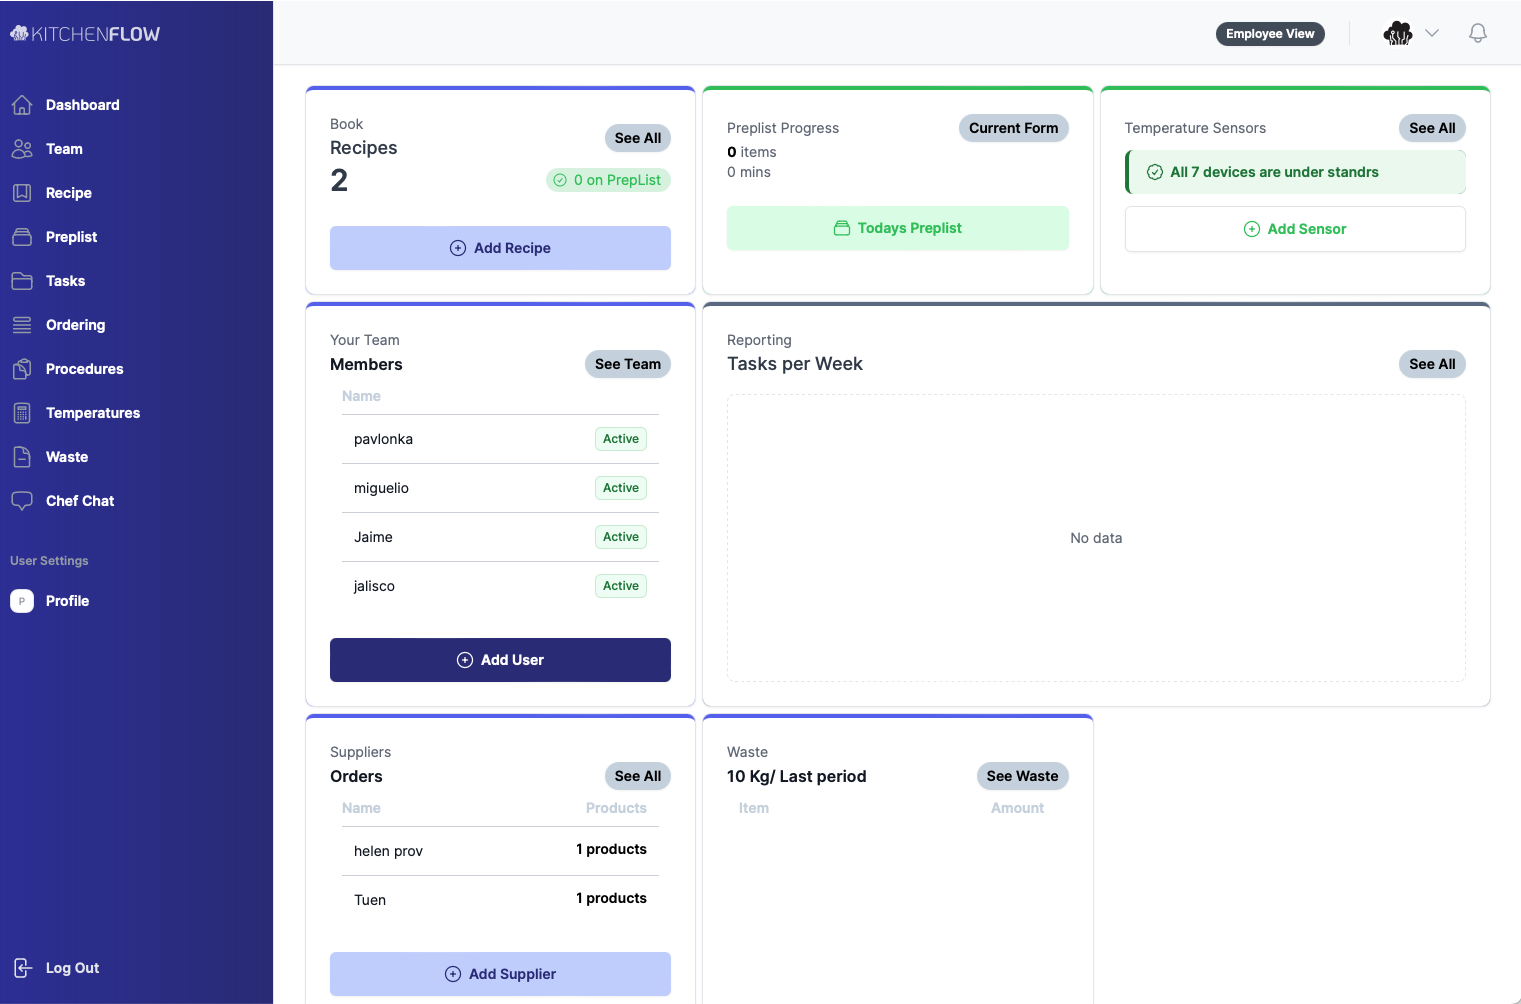 KITCHENFLOW
Employee View
Dashboard
Team
Recipe
Preplist
Tasks
Ordering
Procedures
Temperatures
Waste
Chef Chat
User Settings
P
Profile
Log Out
Book
Recipes
See All
2
0 on PrepList
Add Recipe
Preplist Progress
Current Form
0 items
0 mins
Todays Preplist
Temperature Sensors
See All
All 7 devices are under standrs
Add Sensor
Your Team
Members
See Team
Name
pavlonka Active
miguelio Active
Jaime Active
jalisco Active
Add User
Reporting
Tasks per Week
See All
No data
Suppliers
Orders
See All
Name Products
helen prov 1 products
Tuen 1 products
Add Supplier
Waste
10 Kg/ Last period
See Waste
Item Amount